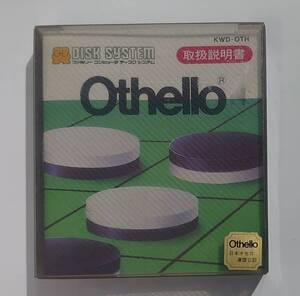 KWD-OTH
DISK SYSTEM
ファミリー コンピュータ ディスク システム
取扱説明書
Othello®
Othello
日本オセロ
連盟公認